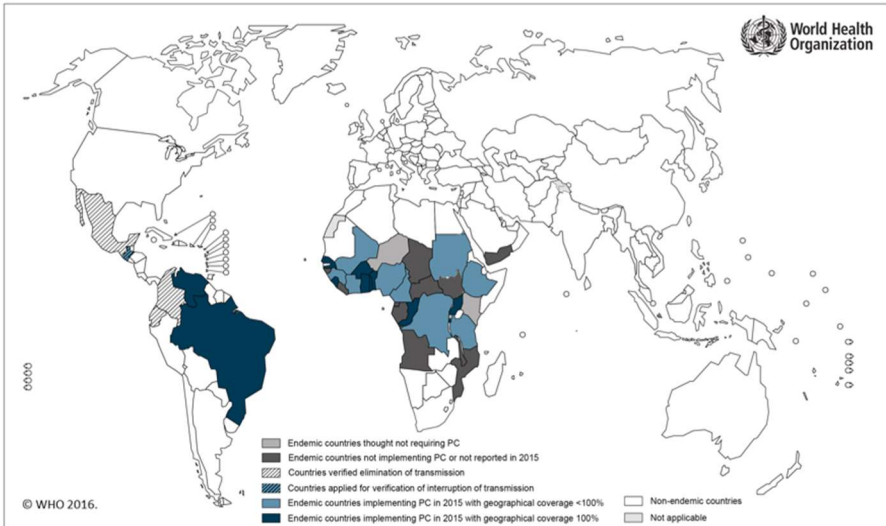 World Health
Organization
Endemic countries thought not requiring PC
Endemic countries not implementing PC or not reported in 2015
Countries verified elimination of transmission
Countries applied for verification of interruption of transmission
Endemic countries implementing PC in 2015 with geographical coverage <100%
Endemic countries implementing PC in 2015 with geographical coverage 100%
Non-endemic countries
Not applicable
© WHO 2016.